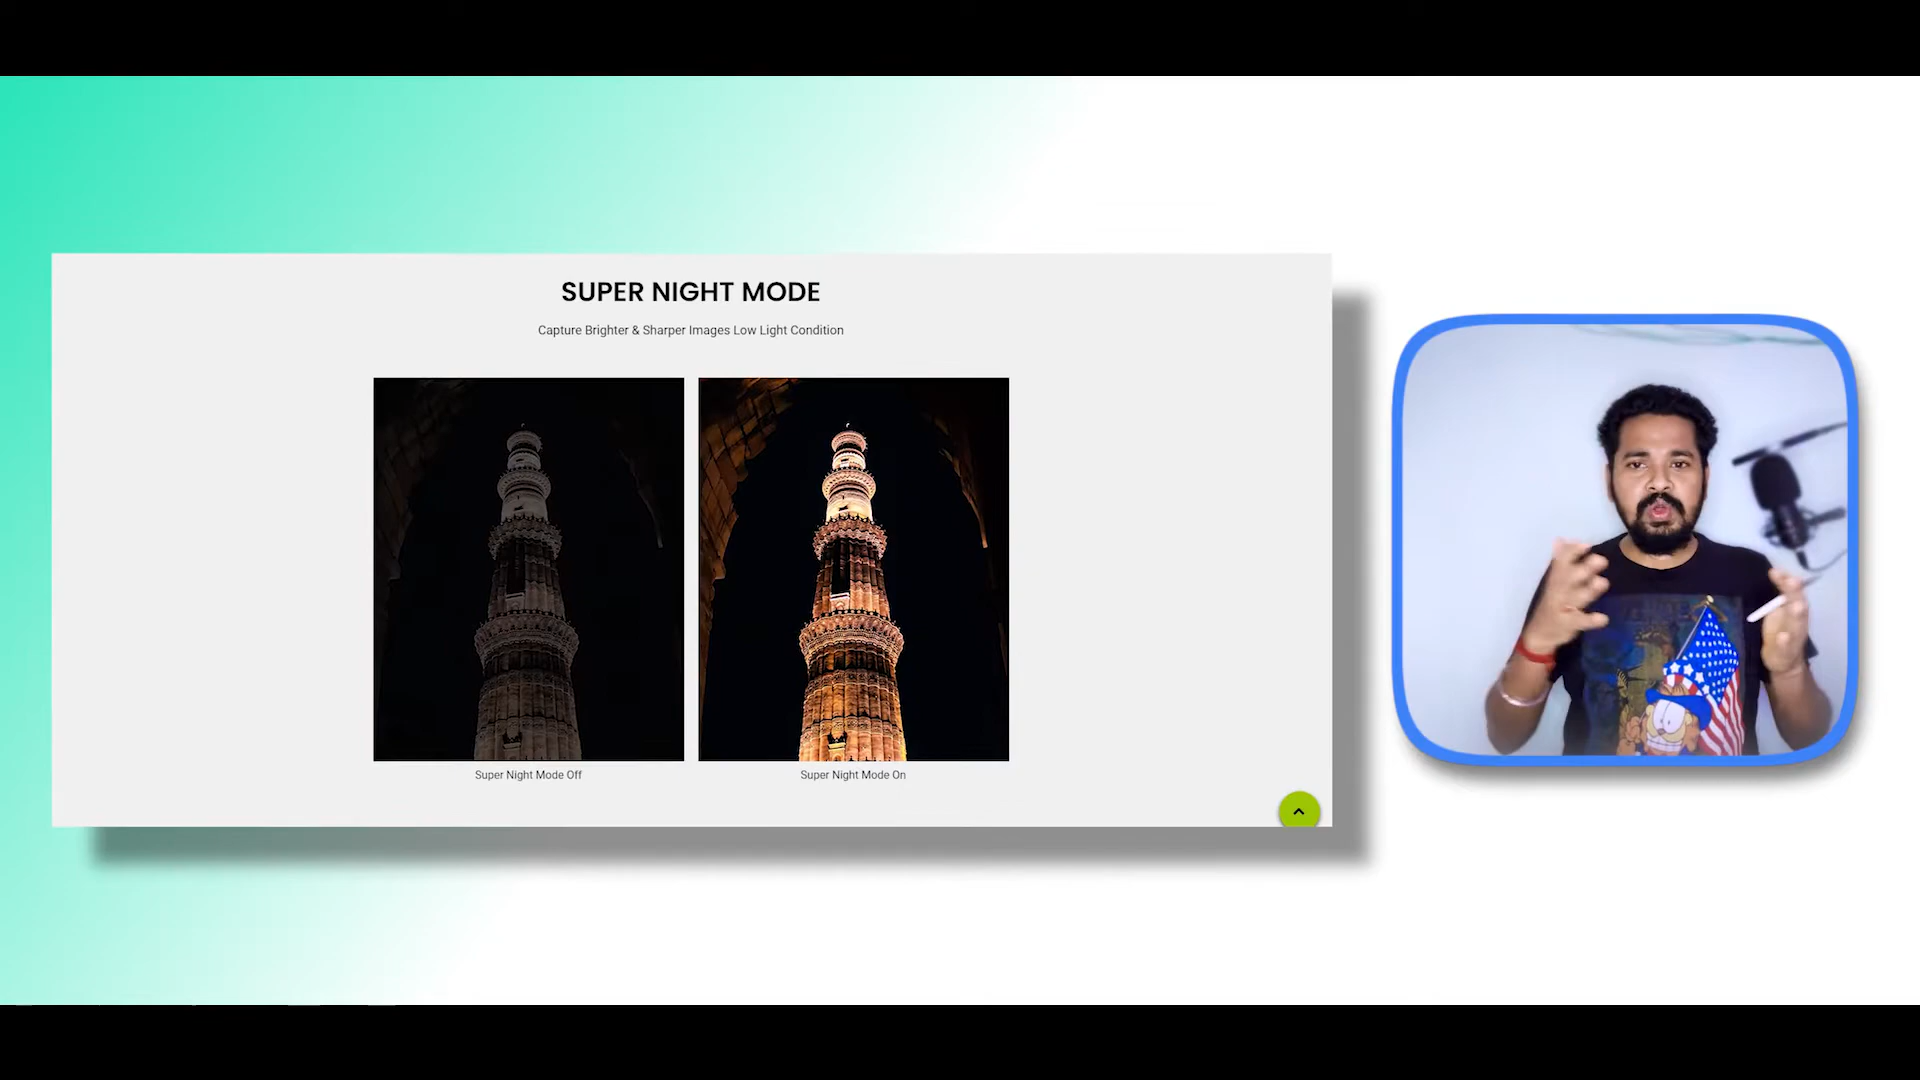 SUPER NIGHT MODE
Capture Brighter & Sharper Images Low Light Condition
Super Night Mode Off
Super Night Mode On